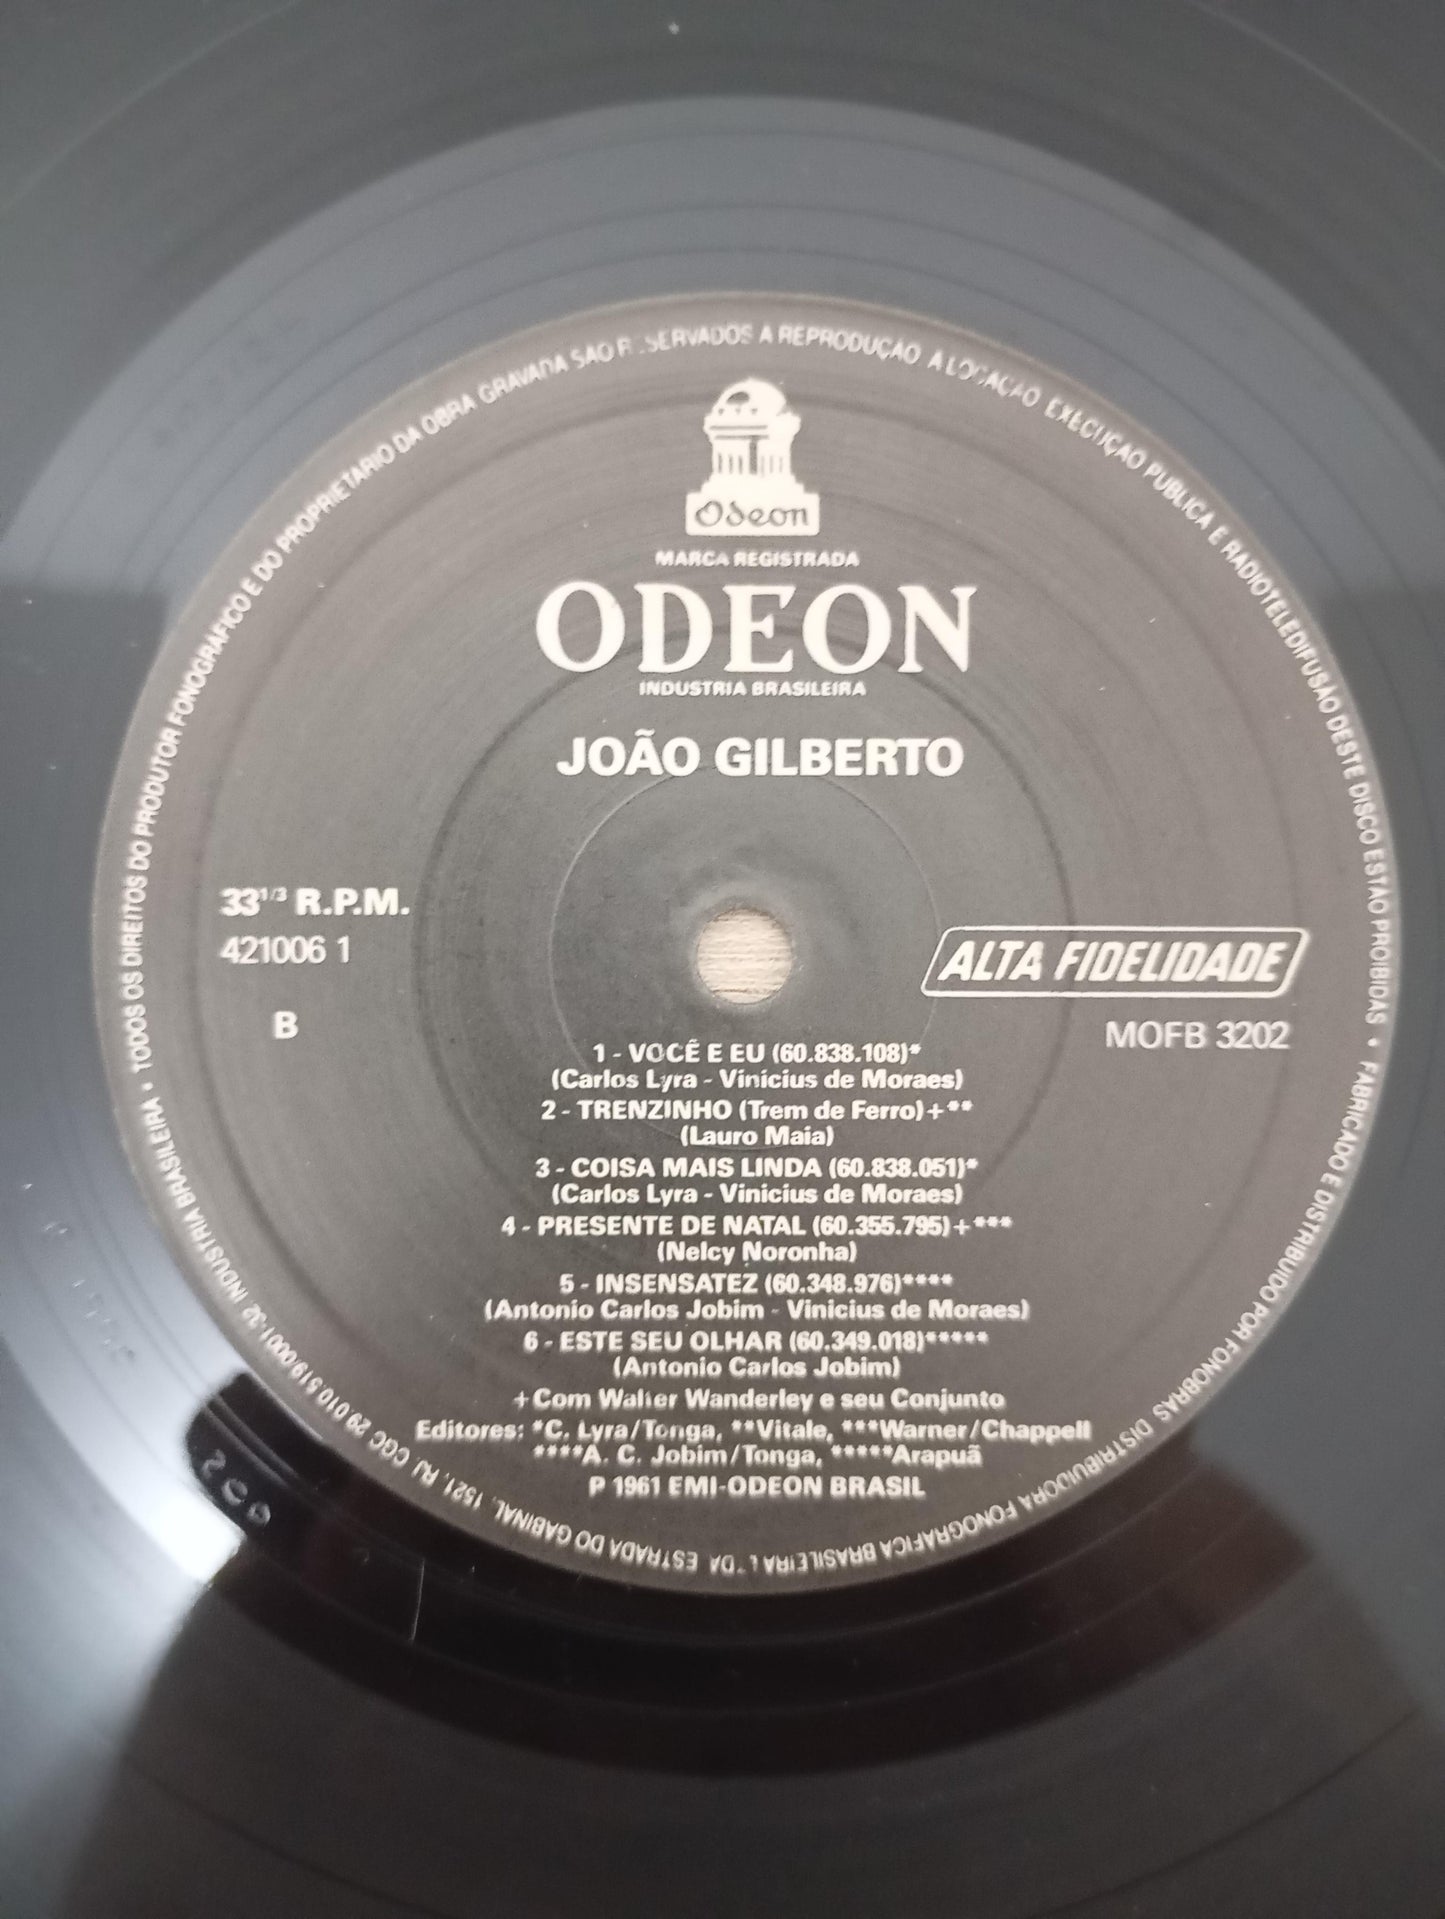 Odeon
MARCA REGISTRADA
ODEON
INDUSTRIA BRASILEIRA
JOÃO GILBERTO
33 1/3 R.P.M.
421006 1
B
ALTA FIDELIDADE
MOFB 3202
1 - VOCÊ E EU (60.838.108)*
(Carlos Lyra - Vinicius de Moraes)
2 - TRENZINHO (Trem de Ferro)+**
(Lauro Maia)
3 - COISA MAIS LINDA (60.838.051)*
(Carlos Lyra - Vinicius de Moraes)
4 - PRESENTE DE NATAL (60.355.795)+***
(Nelcy Noronha)
5 - INSENSATEZ (60.348.976)****
(Antonio Carlos Jobim - Vinicius de Moraes)
6 - ESTE SEU OLHAR (60.349.018)*****
(Antonio Carlos Jobim)
+Com Walter Wanderley e seu Conjunto
Editores: *C. Lyra/Tonga, **Vitale, ***Warner/Chappell
****A. C. Jobim/Tonga, *****Arapuã
P 1961 EMI-ODEON BRASIL
• TODOS OS DIREITOS DO PRODUTOR FONOGRÁFICO E DO PROPRIETARIO DA OBRA GRAVADA SAO RESERVADOS A REPRODUÇÃO. A LOCAÇÃO EXECUÇÃO PUBLICA E RADIOTELEDIFUSÃO DESTE DISCO ESTÃO PROIBIDAS • FABRICADO E DISTRIBUIDO POR FONOBRAS DISTRIBUIDORA FONOGRAFICA BRASILEIRA LTDA ESTRADA DO GABINAL, 1521, RJ. CGC 29.010.519/0001-32. INDUSTRIA BRASILEIRA